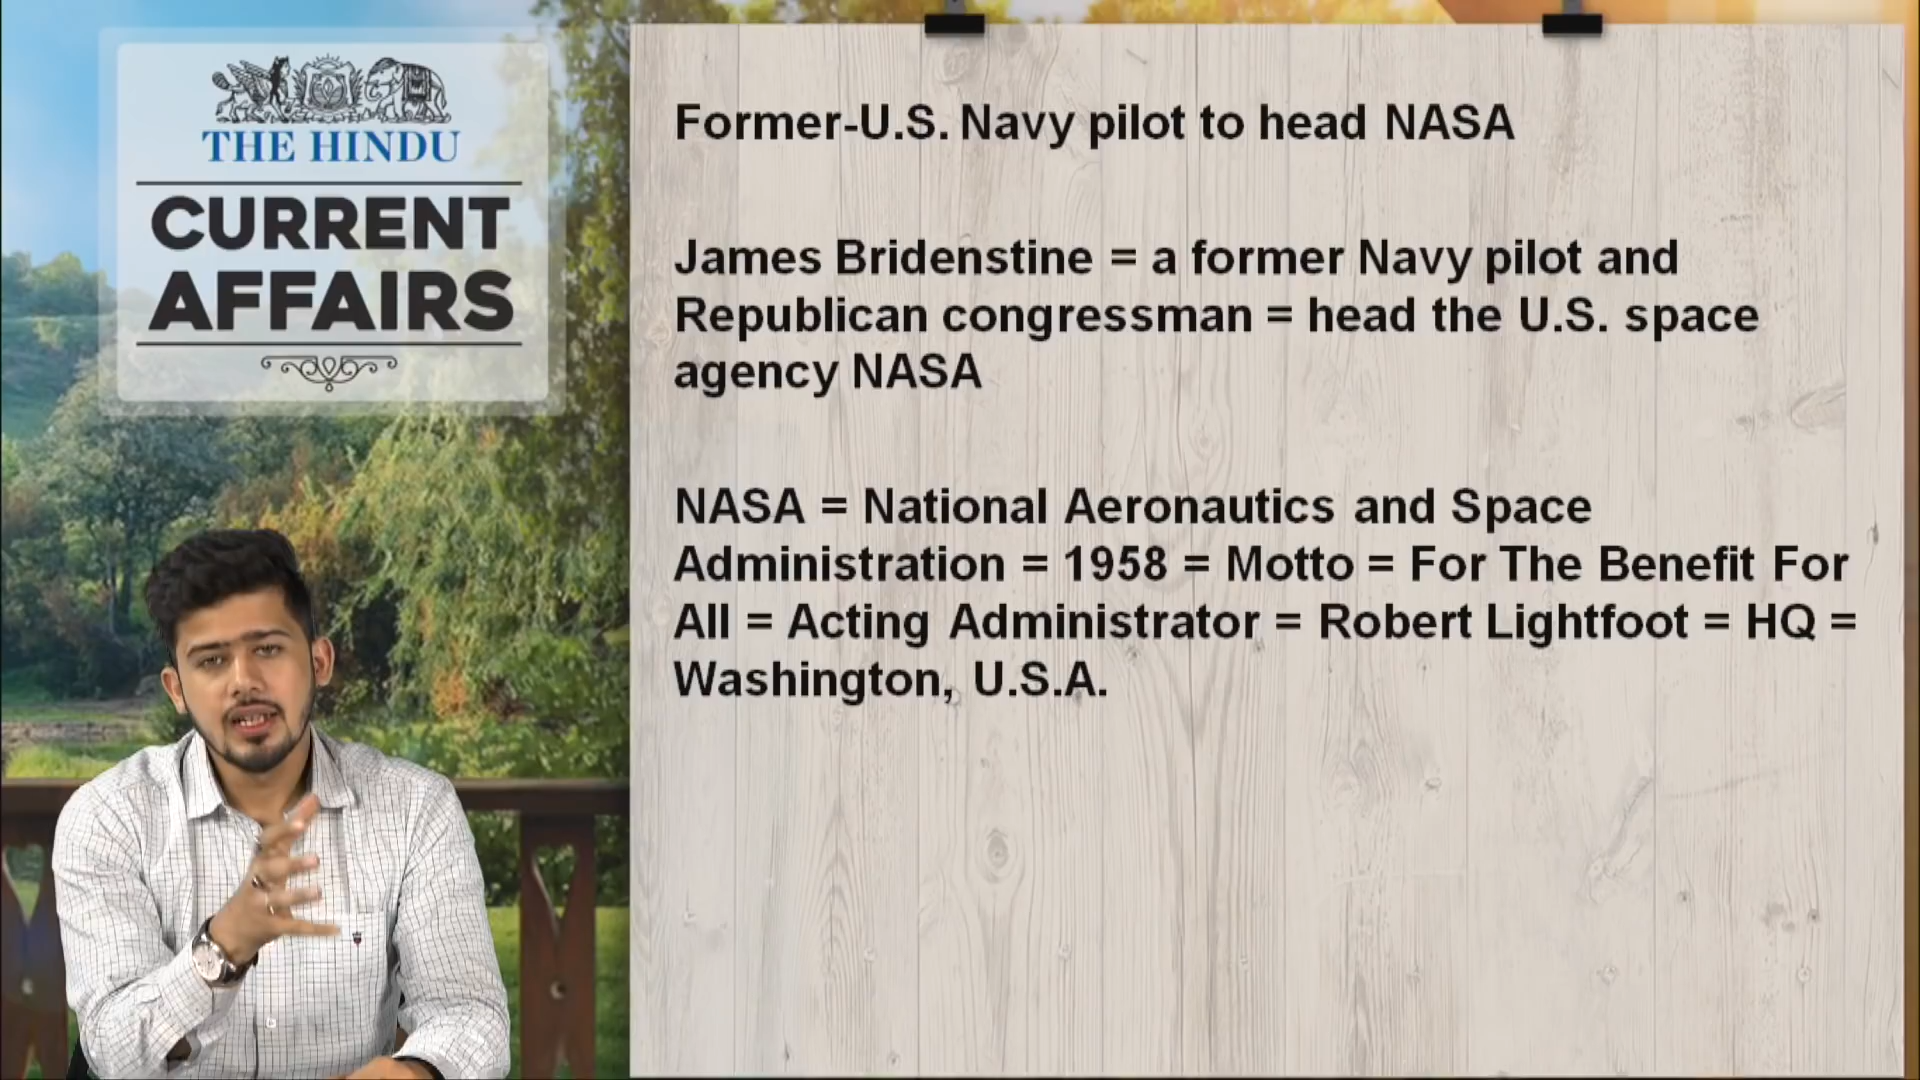 THE HINDU
CURRENT
AFFAIRS
Former-U.S. Navy pilot to head NASA
James Bridenstine = a former Navy pilot and
Republican congressman = head the U.S. space
agency NASA
NASA = National Aeronautics and Space
Administration = 1958 = Motto = For The Benefit For
All = Acting Administrator = Robert Lightfoot = HQ =
Washington, U.S.A.